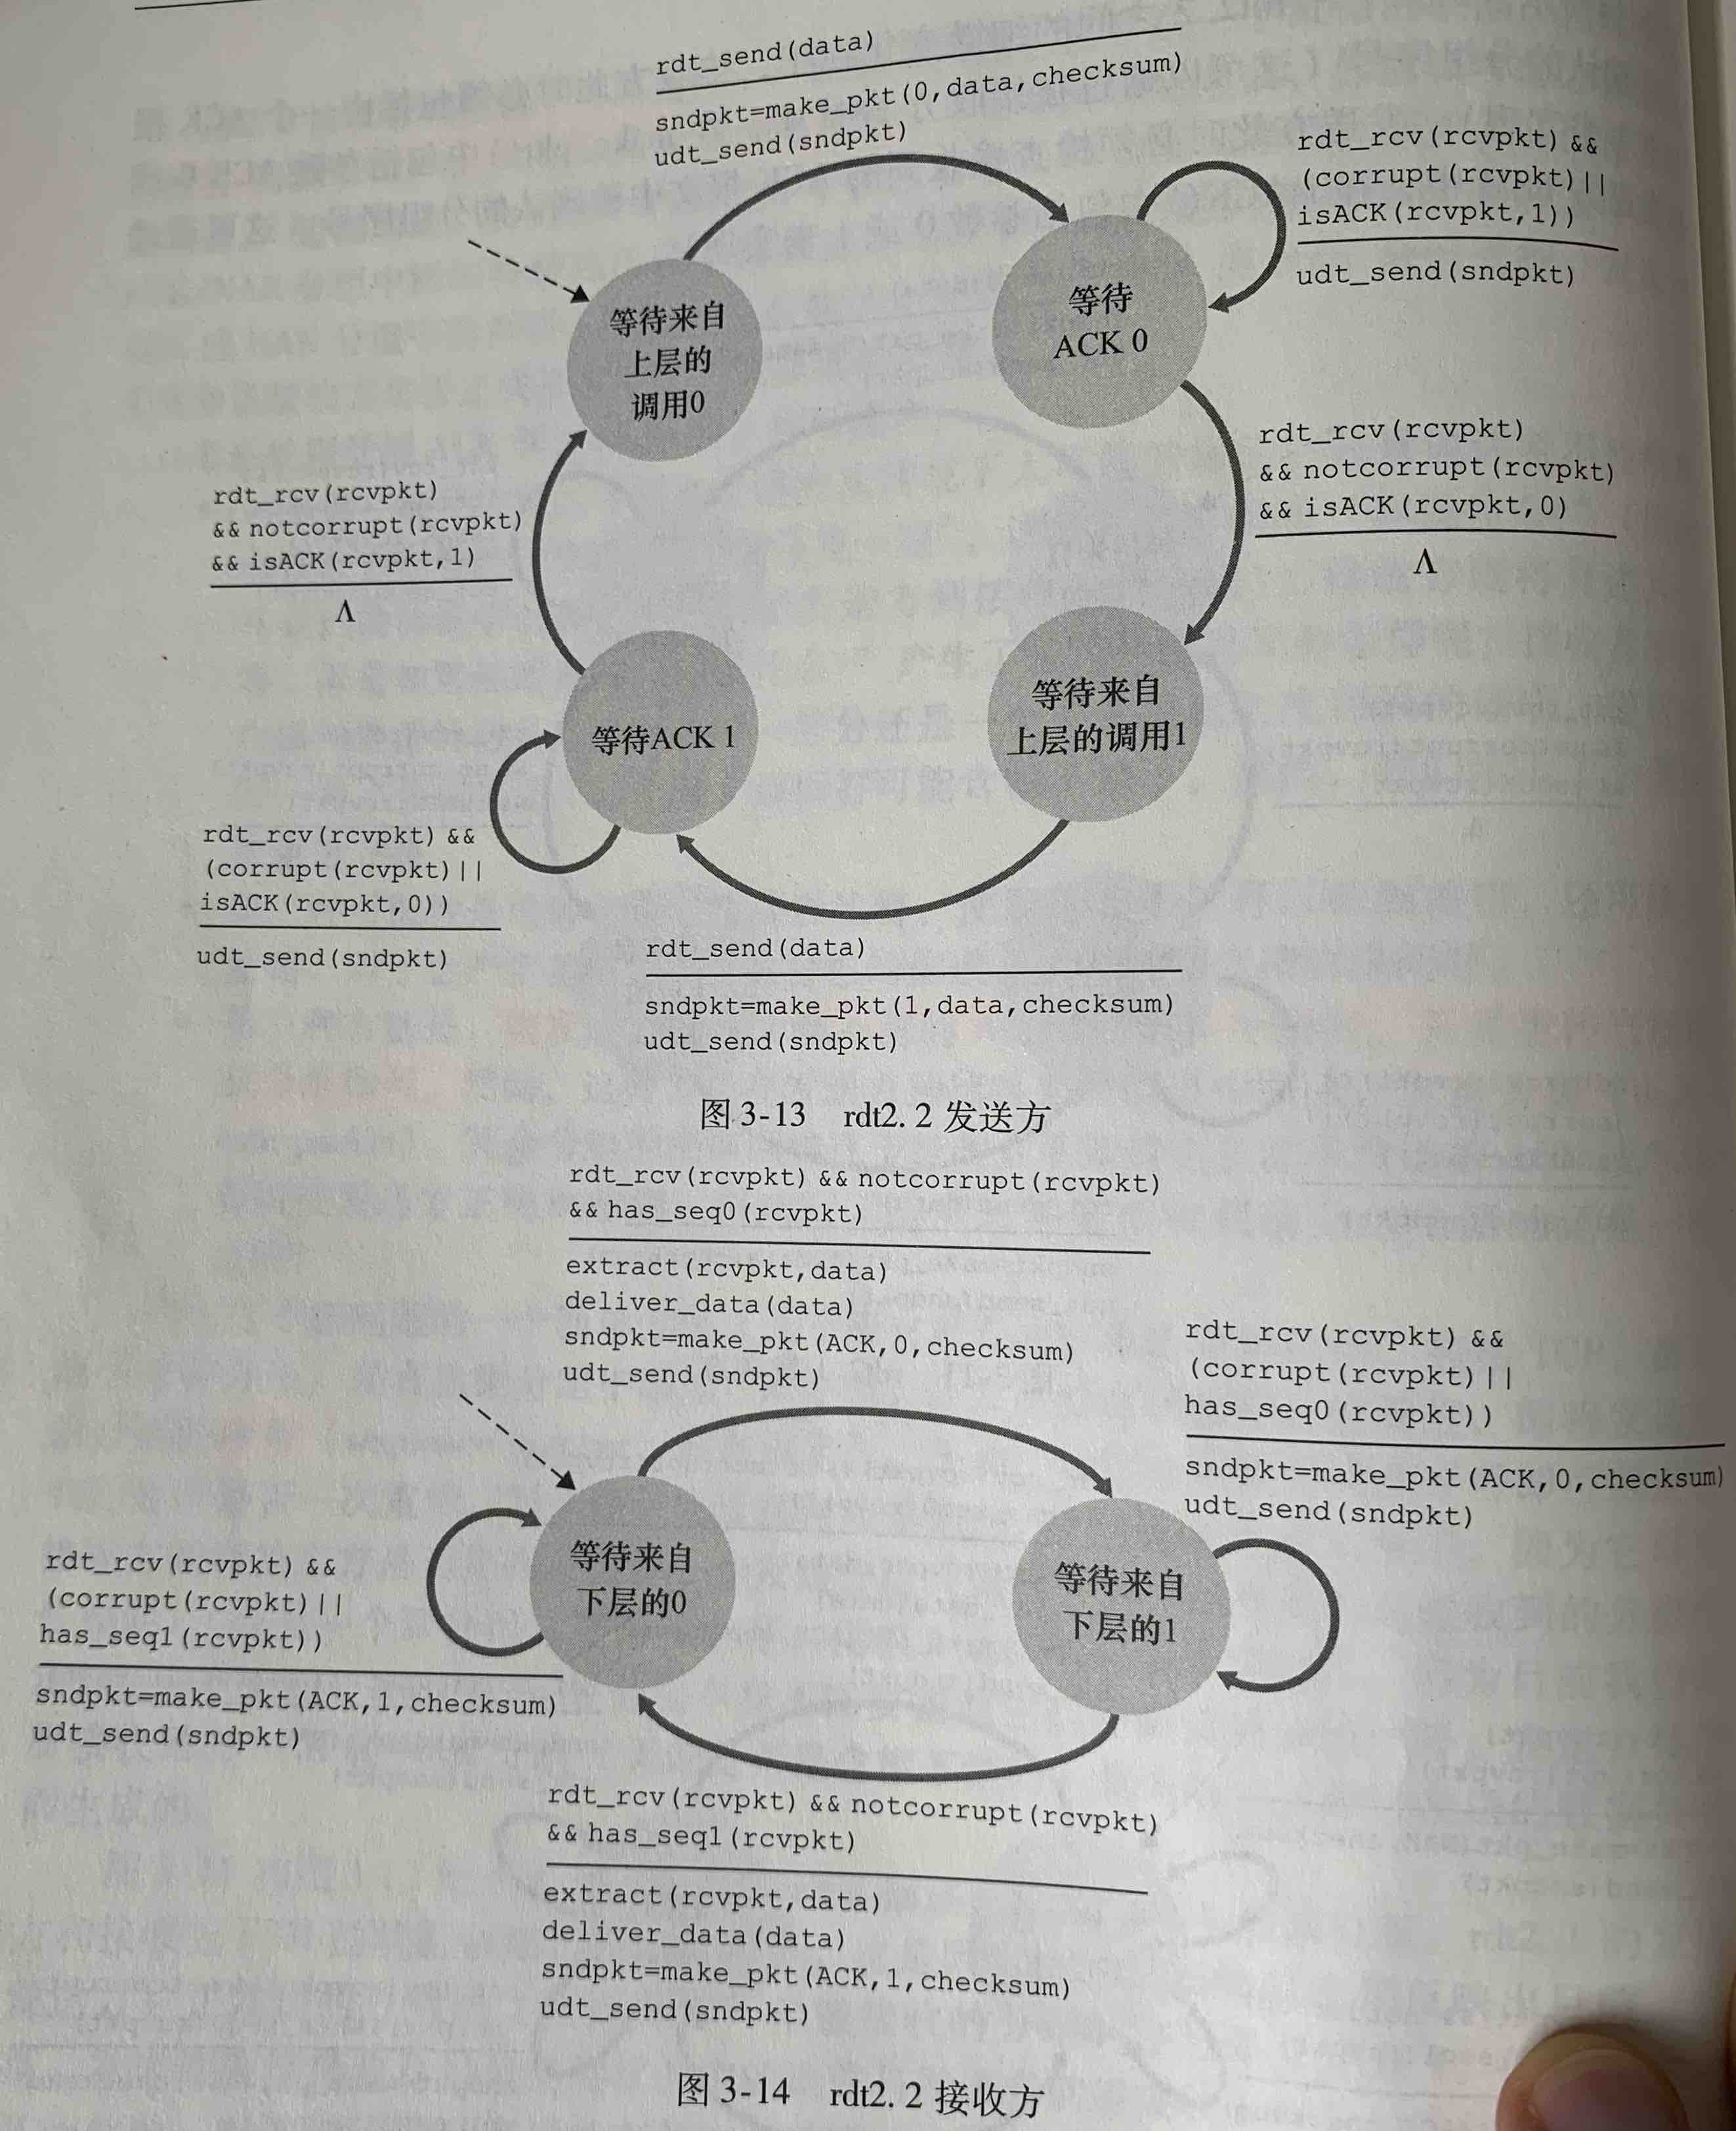 rdt_send(data)
sndpkt=make_pkt(0,data,checksum)
udt_send(sndpkt)
rdt_rcv(rcvpkt) &&
(corrupt(rcvpkt)||
isACK(rcvpkt,1))
udt_send(sndpkt)
等待来自
上层的
调用0
等待
ACK 0
rdt_rcv(rcvpkt)
&& notcorrupt(rcvpkt)
&& isACK(rcvpkt,0)
Λ
rdt_rcv(rcvpkt)
&& notcorrupt(rcvpkt)
&& isACK(rcvpkt,1)
Λ
等待ACK 1
等待来自
上层的调用1
rdt_rcv(rcvpkt) &&
(corrupt(rcvpkt)||
isACK(rcvpkt,0))
udt_send(sndpkt)
rdt_send(data)
sndpkt=make_pkt(1,data,checksum)
udt_send(sndpkt)
图 3-13 rdt2. 2 发送方
rdt_rcv(rcvpkt) && notcorrupt(rcvpkt)
&& has_seq0(rcvpkt)
extract(rcvpkt,data)
deliver_data(data)
sndpkt=make_pkt(ACK,0,checksum)
udt_send(sndpkt)
rdt_rcv(rcvpkt) &&
(corrupt(rcvpkt)||
has_seq0(rcvpkt))
sndpkt=make_pkt(ACK,0,checksum)
udt_send(sndpkt)
等待来自
下层的0
等待来自
下层的1
rdt_rcv(rcvpkt) &&
(corrupt(rcvpkt)||
has_seq1(rcvpkt))
sndpkt=make_pkt(ACK,1,checksum)
udt_send(sndpkt)
rdt_rcv(rcvpkt) && notcorrupt(rcvpkt)
&& has_seq1(rcvpkt)
extract(rcvpkt,data)
deliver_data(data)
sndpkt=make_pkt(ACK,1,checksum)
udt_send(sndpkt)
图 3-14 rdt2. 2 接收方